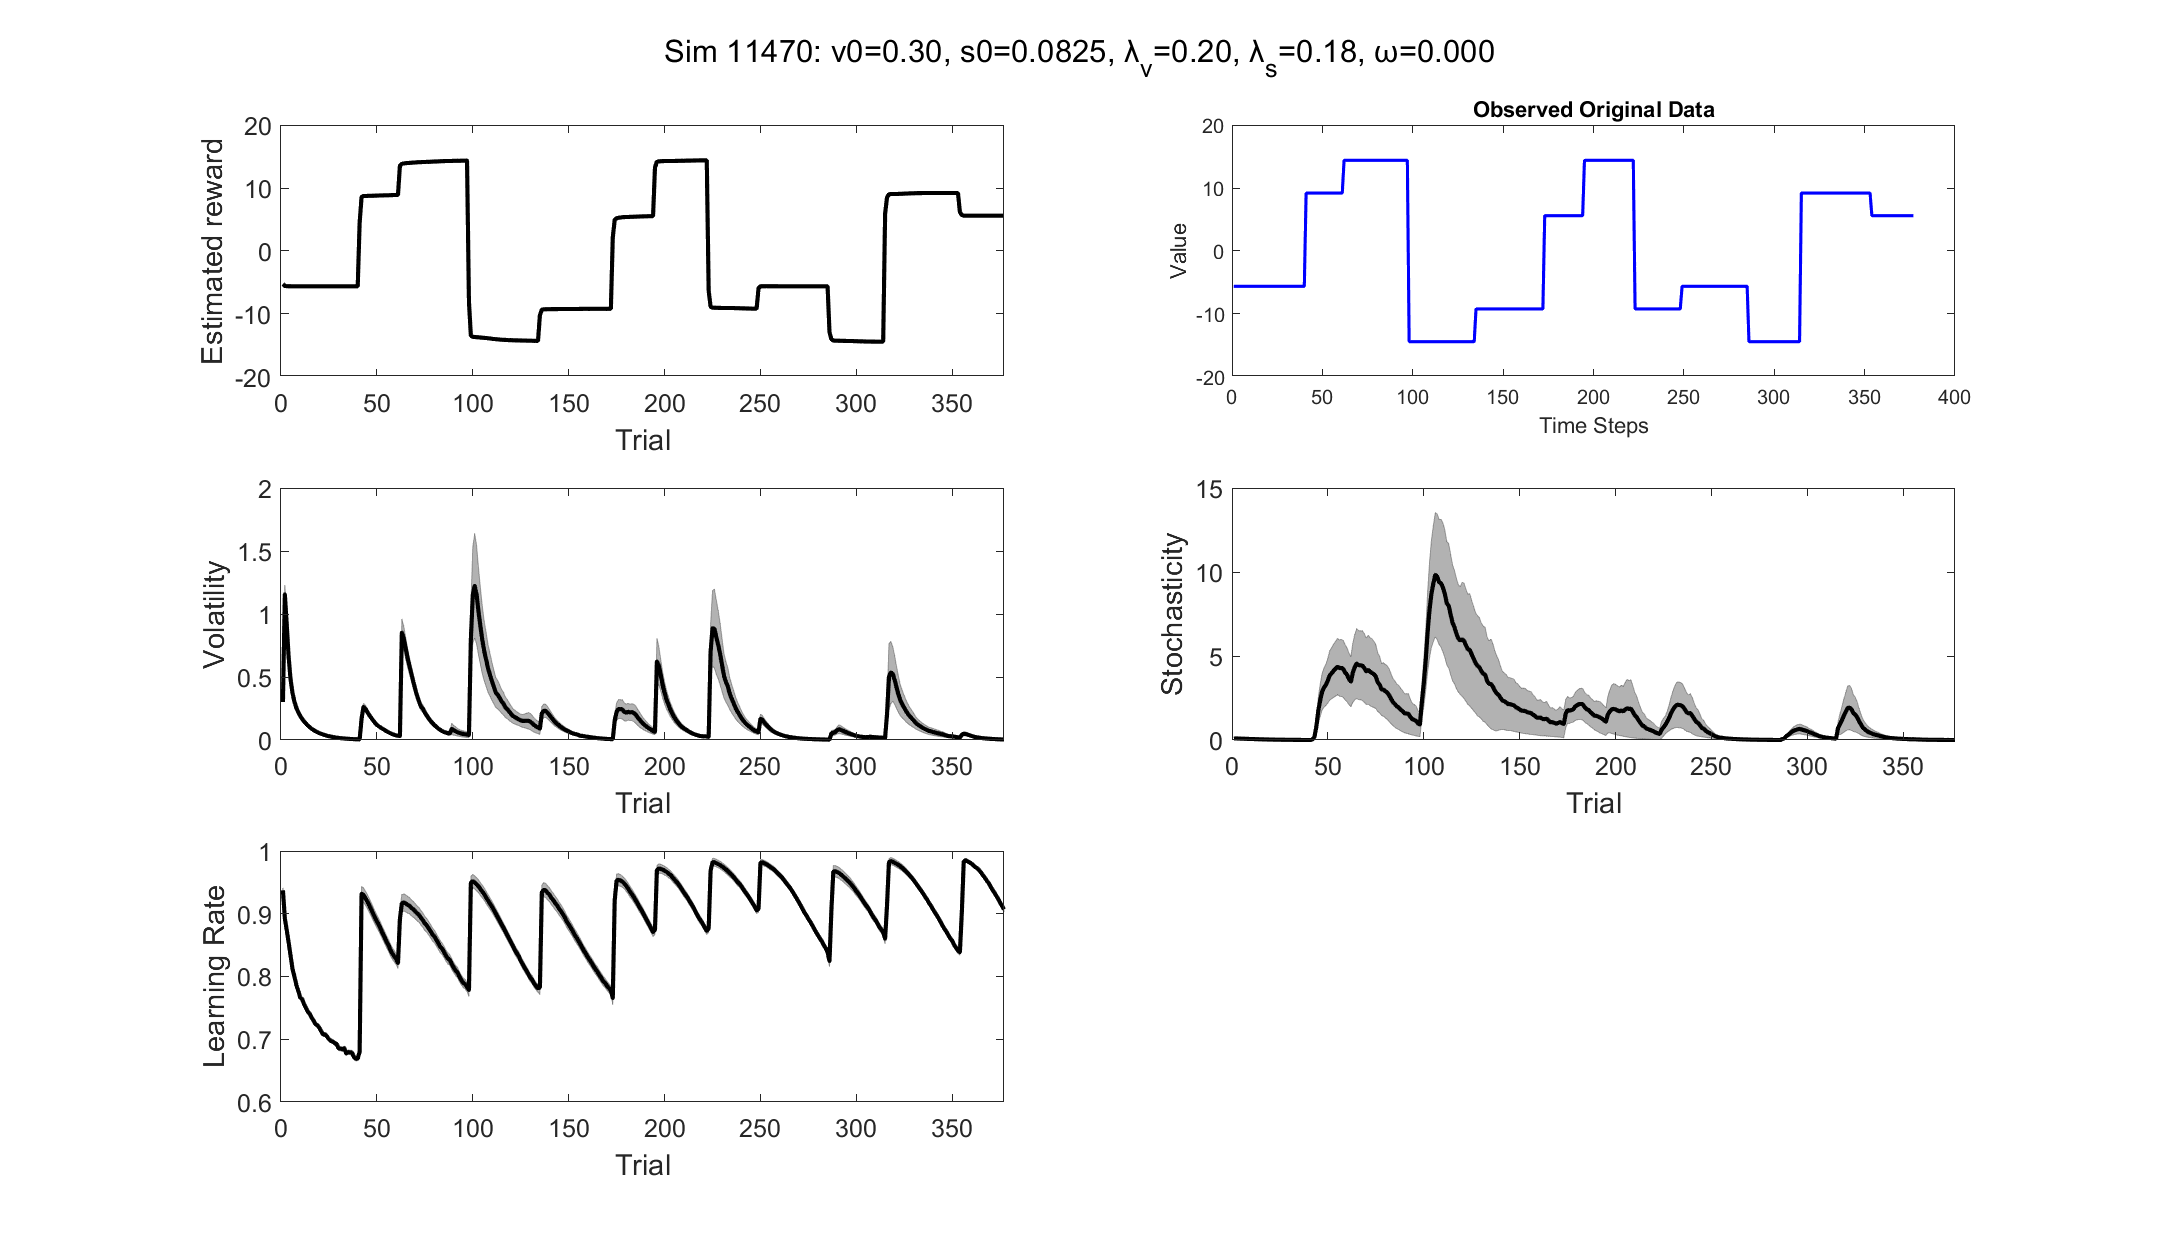 Sim 11470: v0=0.30, s0=0.0825, λv=0.20, λs=0.18, ω=0.000
Estimated reward
20
10
0
-10
-20
0 50 100 150 200 250 300 350
Trial
Observed Original Data
Value
20
10
0
-10
-20
0 50 100 150 200 250 300 350 400
Time Steps
Volatility
2
1.5
1
0.5
0
0 50 100 150 200 250 300 350
Trial
Stochasticity
15
10
5
0
0 50 100 150 200 250 300 350
Trial
Learning Rate
1
0.9
0.8
0.7
0.6
0 50 100 150 200 250 300 350
Trial